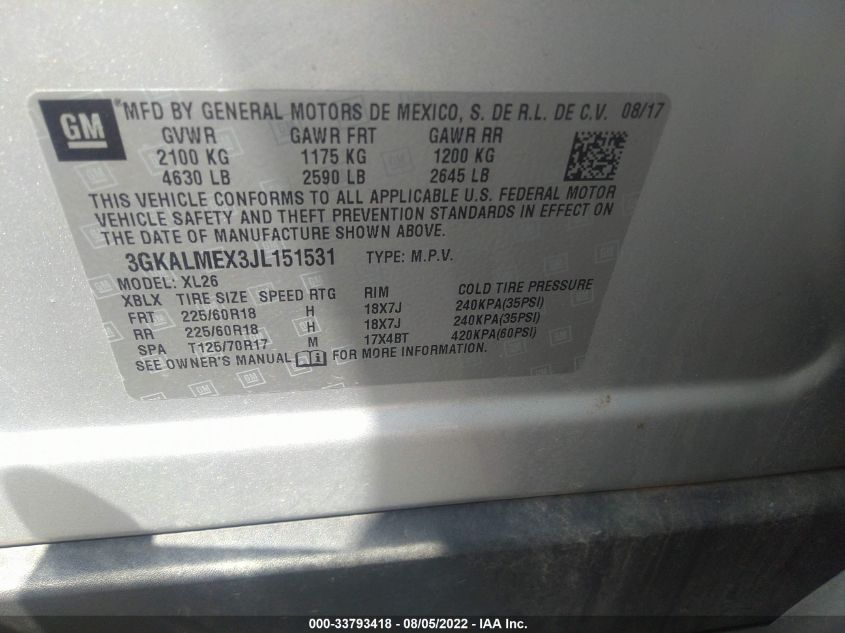 GM
MFD BY GENERAL MOTORS DE MEXICO, S. DE R.L. DE C.V. 08/17
GVWR GAWR FRT GAWR RR
2100 KG 1175 KG 1200 KG
4630 LB 2590 LB 2645 LB
THIS VEHICLE CONFORMS TO ALL APPLICABLE U.S. FEDERAL MOTOR
VEHICLE SAFETY AND THEFT PREVENTION STANDARDS IN EFFECT ON
THE DATE OF MANUFACTURE SHOWN ABOVE.
3GKALMEX3JL151531 TYPE: M.P.V.
MODEL: XL26
XBLX TIRE SIZE SPEED RTG RIM COLD TIRE PRESSURE
FRT 225/60R18 H 18X7J 240KPA(35PSI)
RR 225/60R18 H 18X7J 240KPA(35PSI)
SPA T125/70R17 M 17X4BT 420KPA(60PSI)
SEE OWNER'S MANUAL FOR MORE INFORMATION.
000-33793418 - 08/05/2022 - IAA Inc.